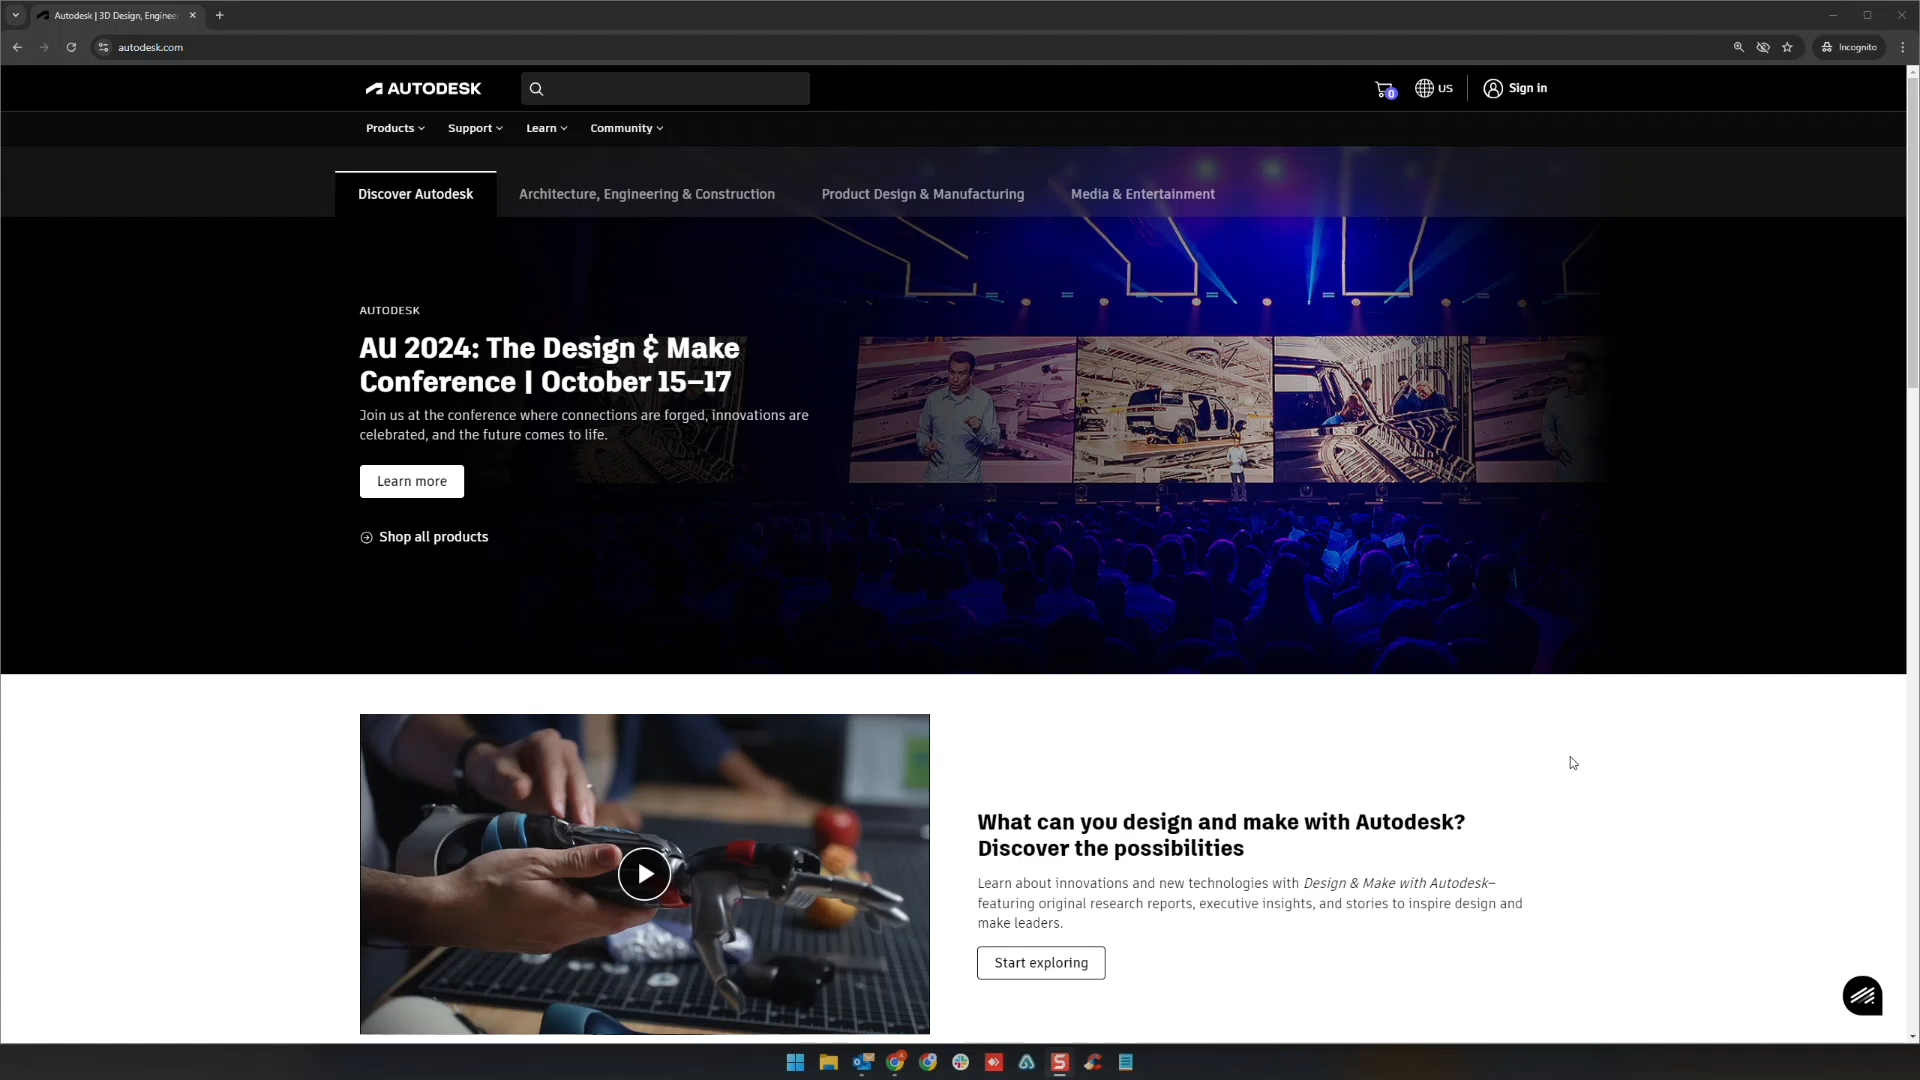 Autodesk | 3D Design, Enginee
autodesk.com
Incognito
AUTODESK
0
US
Sign in
Products
Support
Learn
Community
Discover Autodesk
Architecture, Engineering & Construction
Product Design & Manufacturing
Media & Entertainment
AUTODESK
AU 2024: The Design & Make
Conference | October 15–17
Join us at the conference where connections are forged, innovations are
celebrated, and the future comes to life.
Learn more
Shop all products
What can you design and make with Autodesk?
Discover the possibilities
Learn about innovations and new technologies with Design & Make with Autodesk–
featuring original research reports, executive insights, and stories to inspire design and
make leaders.
Start exploring